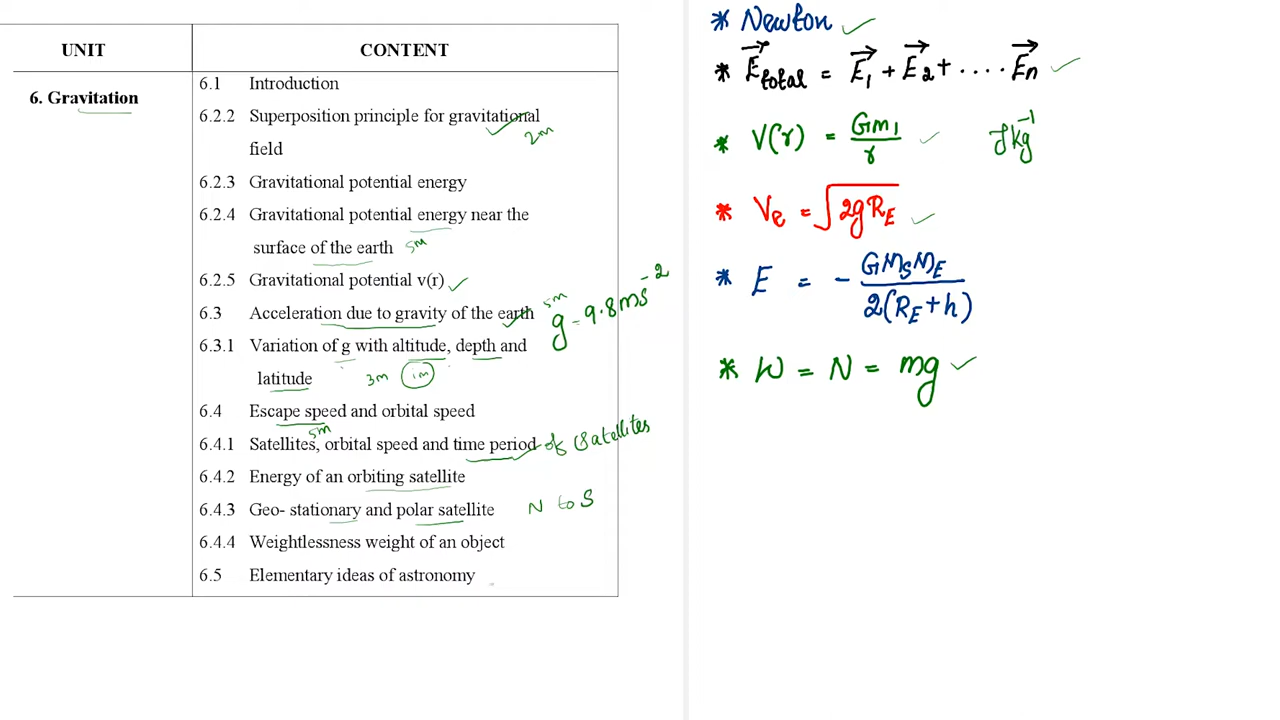 UNIT CONTENT
6. Gravitation
6.1 Introduction
6.2.2 Superposition principle for gravitational
2m
field
6.2.3 Gravitational potential energy
6.2.4 Gravitational potential energy near the
surface of the earth 5m
6.2.5 Gravitational potential v(r)
6.3 Acceleration due to gravity of the earth 5m g = 9.8 ms⁻²
6.3.1 Variation of g with altitude, depth and
latitude 3m 1m
6.4 Escape speed and orbital speed
5m
6.4.1 Satellites, orbital speed and time period of Satellites
6.4.2 Energy of an orbiting satellite
6.4.3 Geo- stationary and polar satellite N to S
6.4.4 Weightlessness weight of an object
6.5 Elementary ideas of astronomy
* Newton
* E⃗total = E⃗₁ + E⃗₂ + .... E⃗n
* V(r) = Gm₁/r Jkg⁻¹
* Ve = √2gRE
* E = - GMSME/2(RE+h)
* W = N = mg